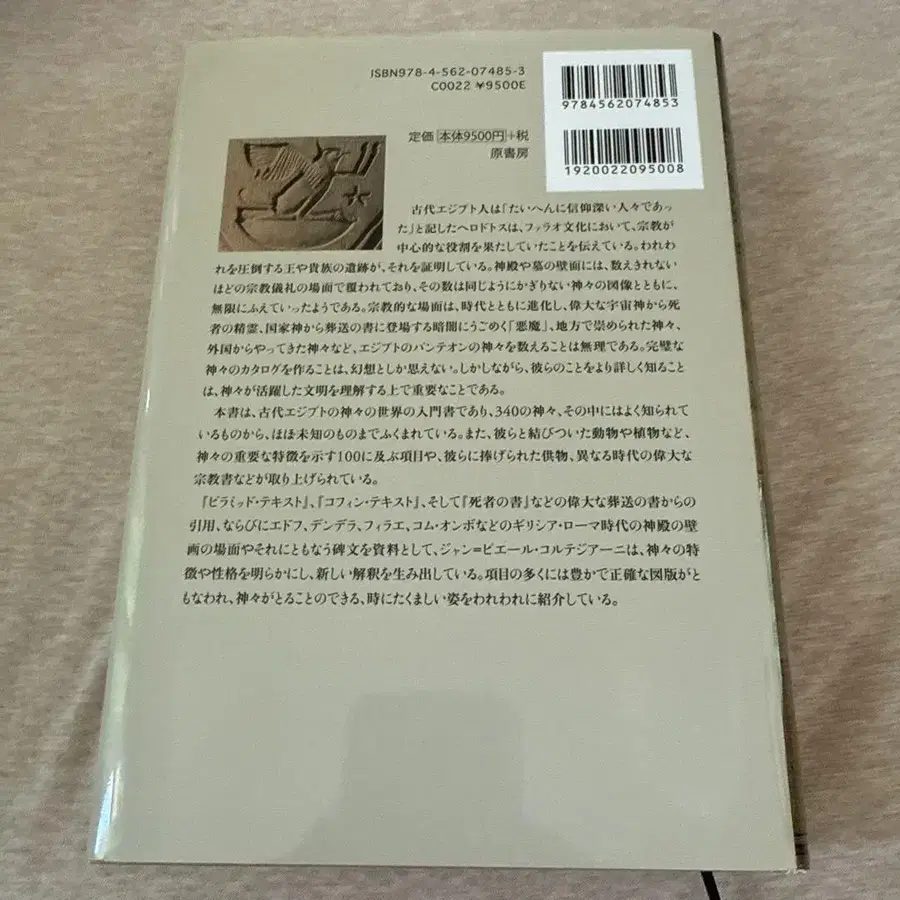 ISBN978-4-562-07485-3
C0022 ¥9500E
9784562074853
定価 本体9500円 +税
原書房
1920022095008
古代エジプト人は「たいへんに信仰深い人々であっ
た」と記したヘロドトスは、ファラオ文化において、宗教が
中心的な役割を果たしていたことを伝えている。われわ
れを圧倒する王や貴族の遺跡が、それを証明している。神殿や墓の壁面には、数えきれない
ほどの宗教儀礼の場面で覆われており、その数は同じようにかぎりない神々の図像とともに、
無限にふえていったようである。宗教的な場面は、時代とともに進化し、偉大な宇宙神から死
者の精霊、国家神から葬送の書に登場する暗闇にうごめく「悪魔」、地方で崇められた神々、
外国からやってきた神々など、エジプトのパンテオンの神々を数えることは無理である。完璧な
神々のカタログを作ることは、幻想としか思えない。しかしながら、彼らのことをより詳しく知ること
は、神々が活躍した文明を理解する上で重要なことである。
本書は、古代エジプトの神々の世界の入門書であり、340の神々、その中にはよく知られて
いるものから、ほぼ未知のものまでふくまれている。また、彼らと結びついた動物や植物など、
神々の重要な特徴を示す100に及ぶ項目や、彼らに捧げられた供物、異なる時代の偉大な
宗教書などが取り上げられている。
『ピラミッド・テキスト』、『コフィン・テキスト』、そして『死者の書』などの偉大な葬送の書からの
引用、ならびにエドフ、デンデラ、フィラエ、コム・オンボなどのギリシア・ローマ時代の神殿の壁
画の場面やそれにともなう碑文を資料として、ジャン=ピエール・コルテジアーニは、神々の特
徴や性格を明らかにし、新しい解釈を生み出している。項目の多くには豊かで正確な図版がと
もなわれ、神々がとることのできる、時にたくましい姿をわれわれに紹介している。